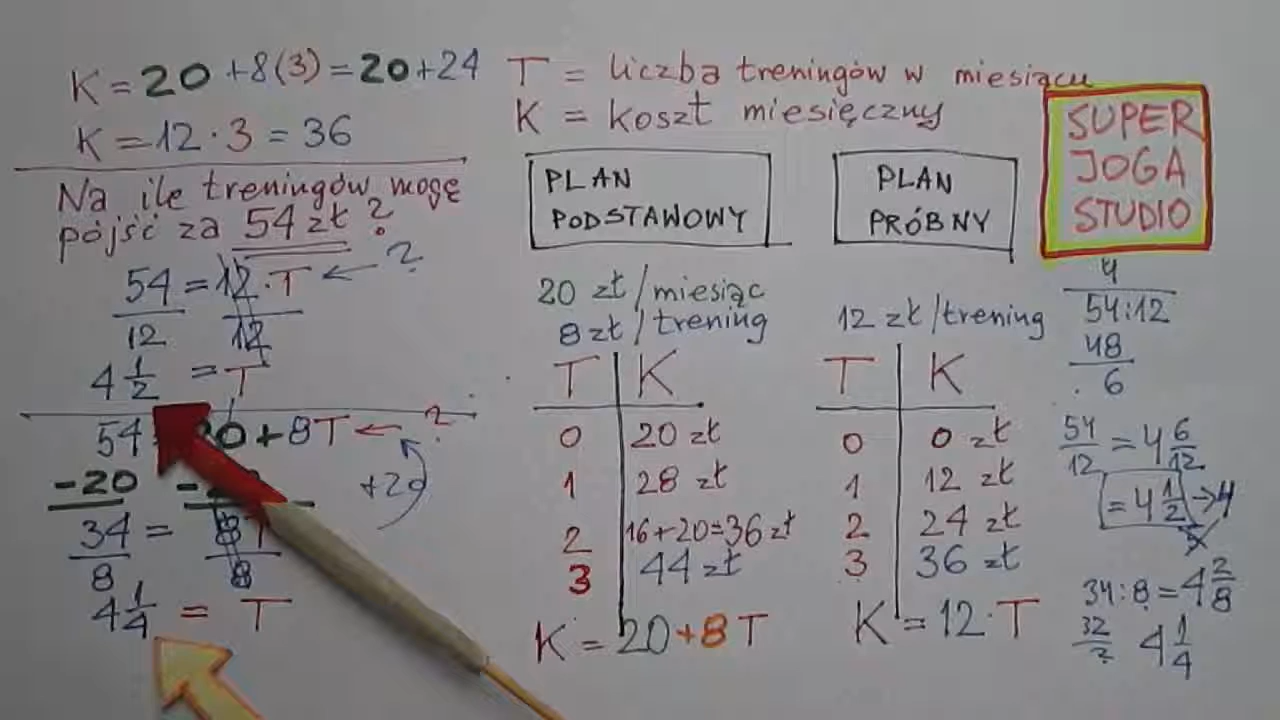 K = 20 + 8(3) = 20 + 24
K = 12 · 3 = 36
Na ile treningów mogę
pójść za 54 zł ?
54 = 12 · T ← ?
12 12
1
4 1/2 = T
54 20 + 8T ← ?
-20 - +20
34 = 8T
8 8
4 1/4 = T
T = liczba treningów w miesiącu
K = koszt miesięczny
PLAN
PODSTAWOWY
20 zł/miesiąc
8 zł/trening
T K
0 20 zł
1 28 zł
2 16+20=36 zł
3 44 zł
K = 20 + 8 T
PLAN
PRÓBNY
12 zł/trening
T K
0 0 zł
1 12 zł
2 24 zł
3 36 zł
K = 12 · T
SUPER
JOGA
STUDIO
4
54:12
48
6
54/12 = 4 6/12
= 4 1/2 → 4
34:8 = 4 2/8
32
2 4 1/4